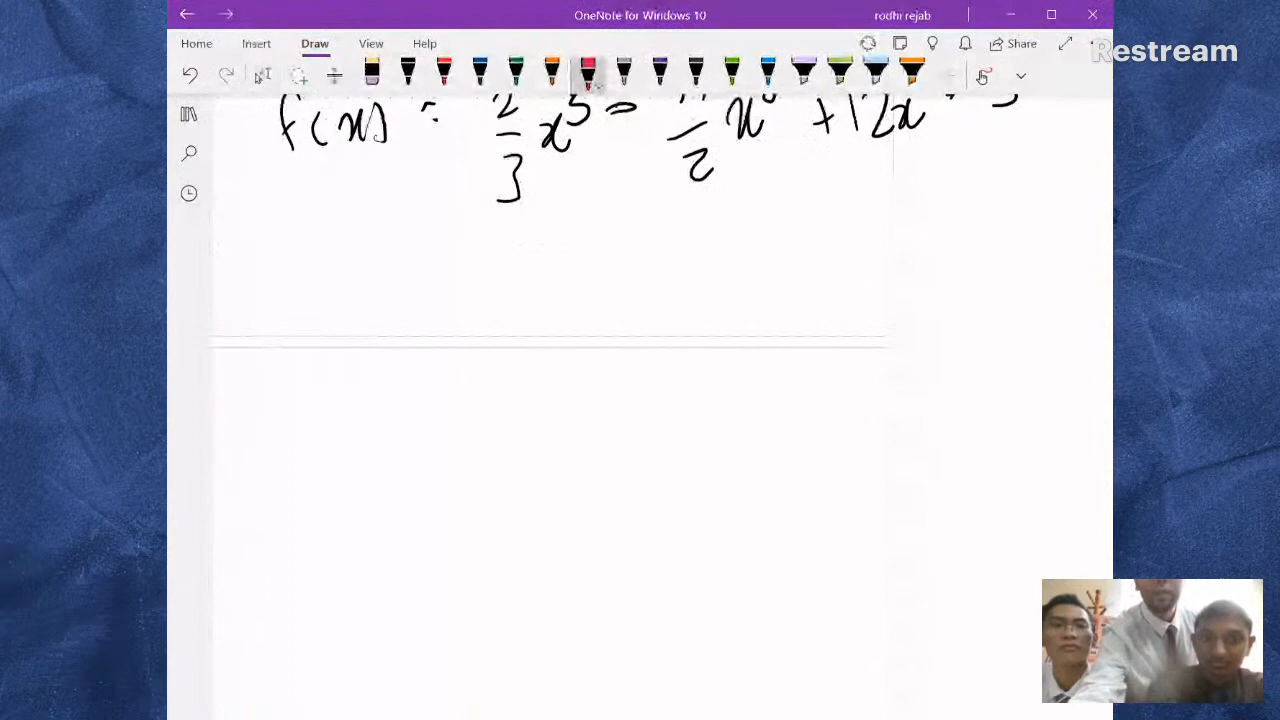 OneNote for Windows 10
rodhi rejab
Home Insert Draw View Help
Share
Restream
f(x) = 2/3 x³ = /2 x + 12x